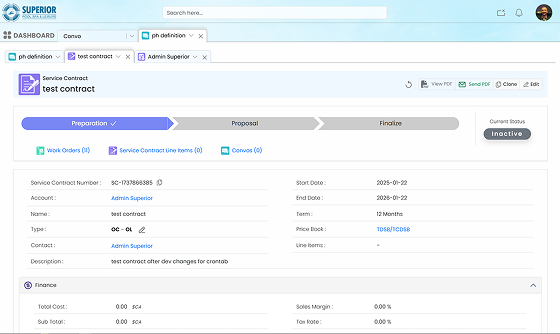 SUPERIOR
POOL, SPA & LEISURE
Search here...
DASHBOARD
Convo
ph definition
ph definition
test contract
Admin Superior
Service Contract
test contract
View PDF
Send PDF
Clone
Edit
Preparation
Proposal
Finalize
Current Status
Inactive
Work Orders (11)
Service Contract Line Items (0)
Convos (0)
Service Contract Number : SC-1737866385
Start Date : 2025-01-22
Account : Admin Superior
End Date : 2026-01-22
Name : test contract
Term : 12 Months
Type : OC - OL
Price Book : TDSB/TCDSB
Contact : Admin Superior
Line Items : -
Description : test contract after dev changes for crontab
Finance
Total Cost : 0.00 $CA
Sales Margin : 0.00 %
Sub Total : 0.00 $CA
Tax Rate : 0.00 %